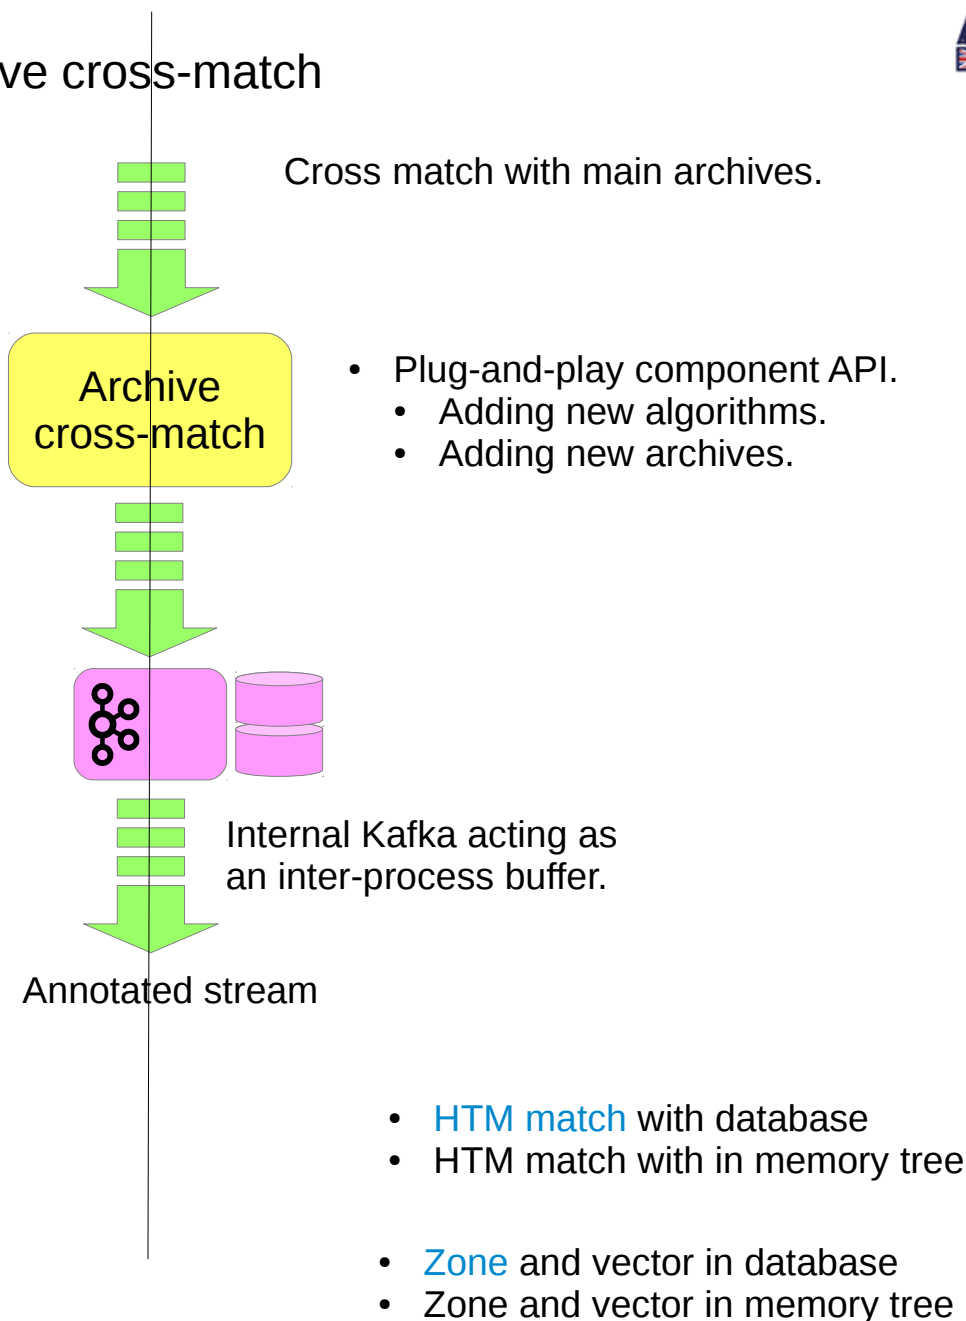 ve cross-match
Cross match with main archives.
Archive
cross-match
• Plug-and-play component API.
• Adding new algorithms.
• Adding new archives.
Internal Kafka acting as
an inter-process buffer.
Annotated stream
• HTM match with database
• HTM match with in memory tree
• Zone and vector in database
• Zone and vector in memory tree